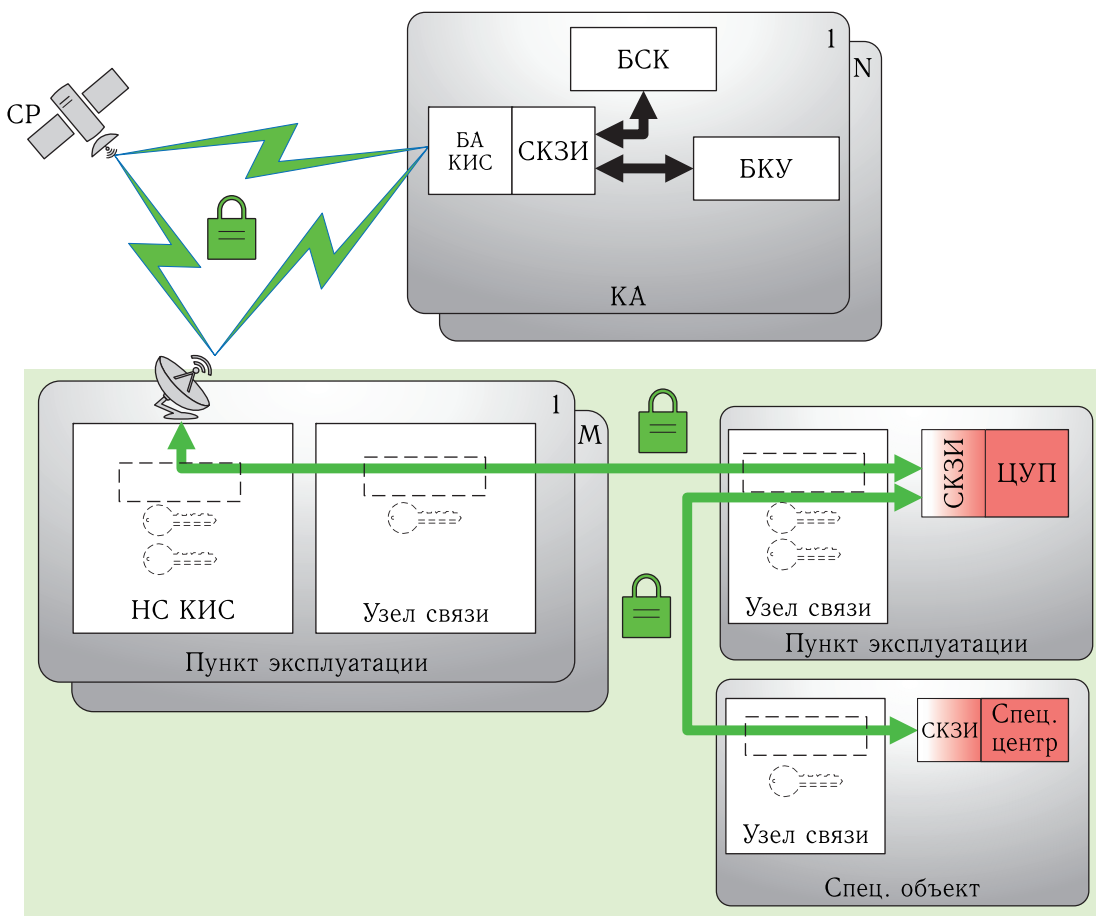 СР
1
N
БСК
БА
КИС
СКЗИ
БКУ
КА
1
М
НС КИС
Узел связи
Пункт эксплуатации
СКЗИ
ЦУП
Узел связи
Пункт эксплуатации
СКЗИ
Спец.
центр
Узел связи
Спец. объект